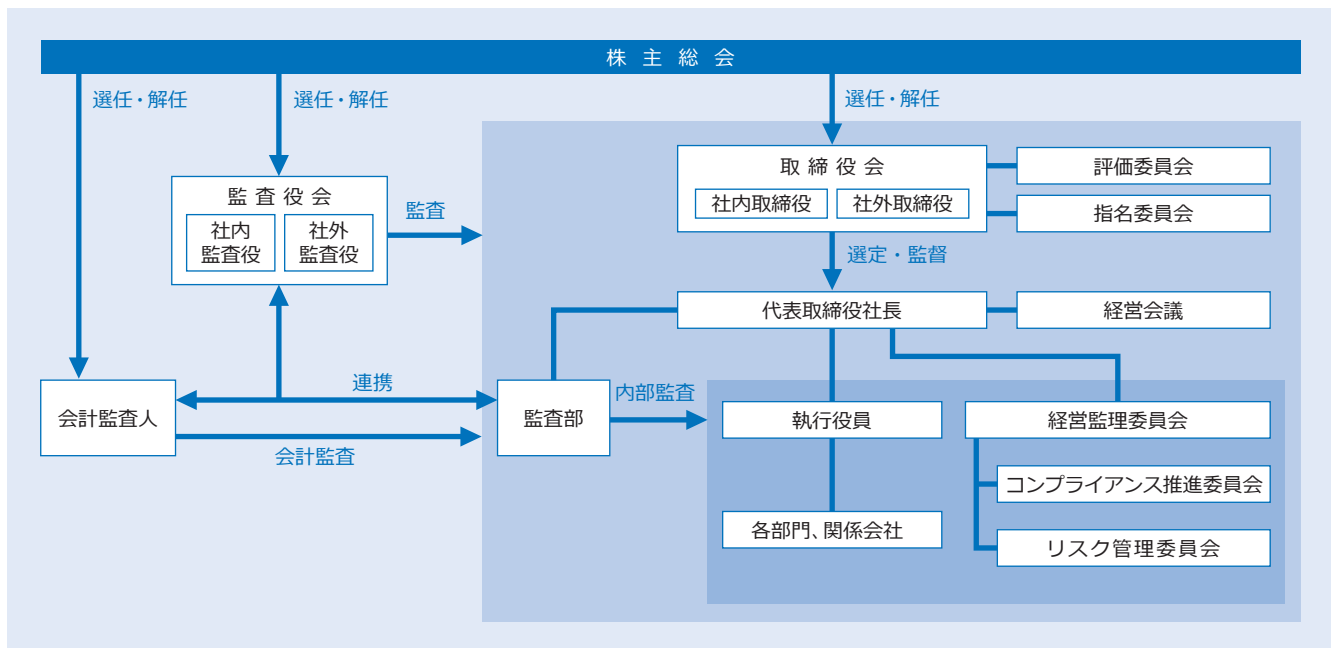 株主総会
選任・解任
選任・解任
選任・解任
監査役会
社内
監査役
社外
監査役
監査
取締役会
社内取締役
社外取締役
評価委員会
指名委員会
選定・監督
代表取締役社長
経営会議
会計監査人
連携
会計監査
監査部
内部監査
執行役員
各部門、関係会社
経営監理委員会
コンプライアンス推進委員会
リスク管理委員会